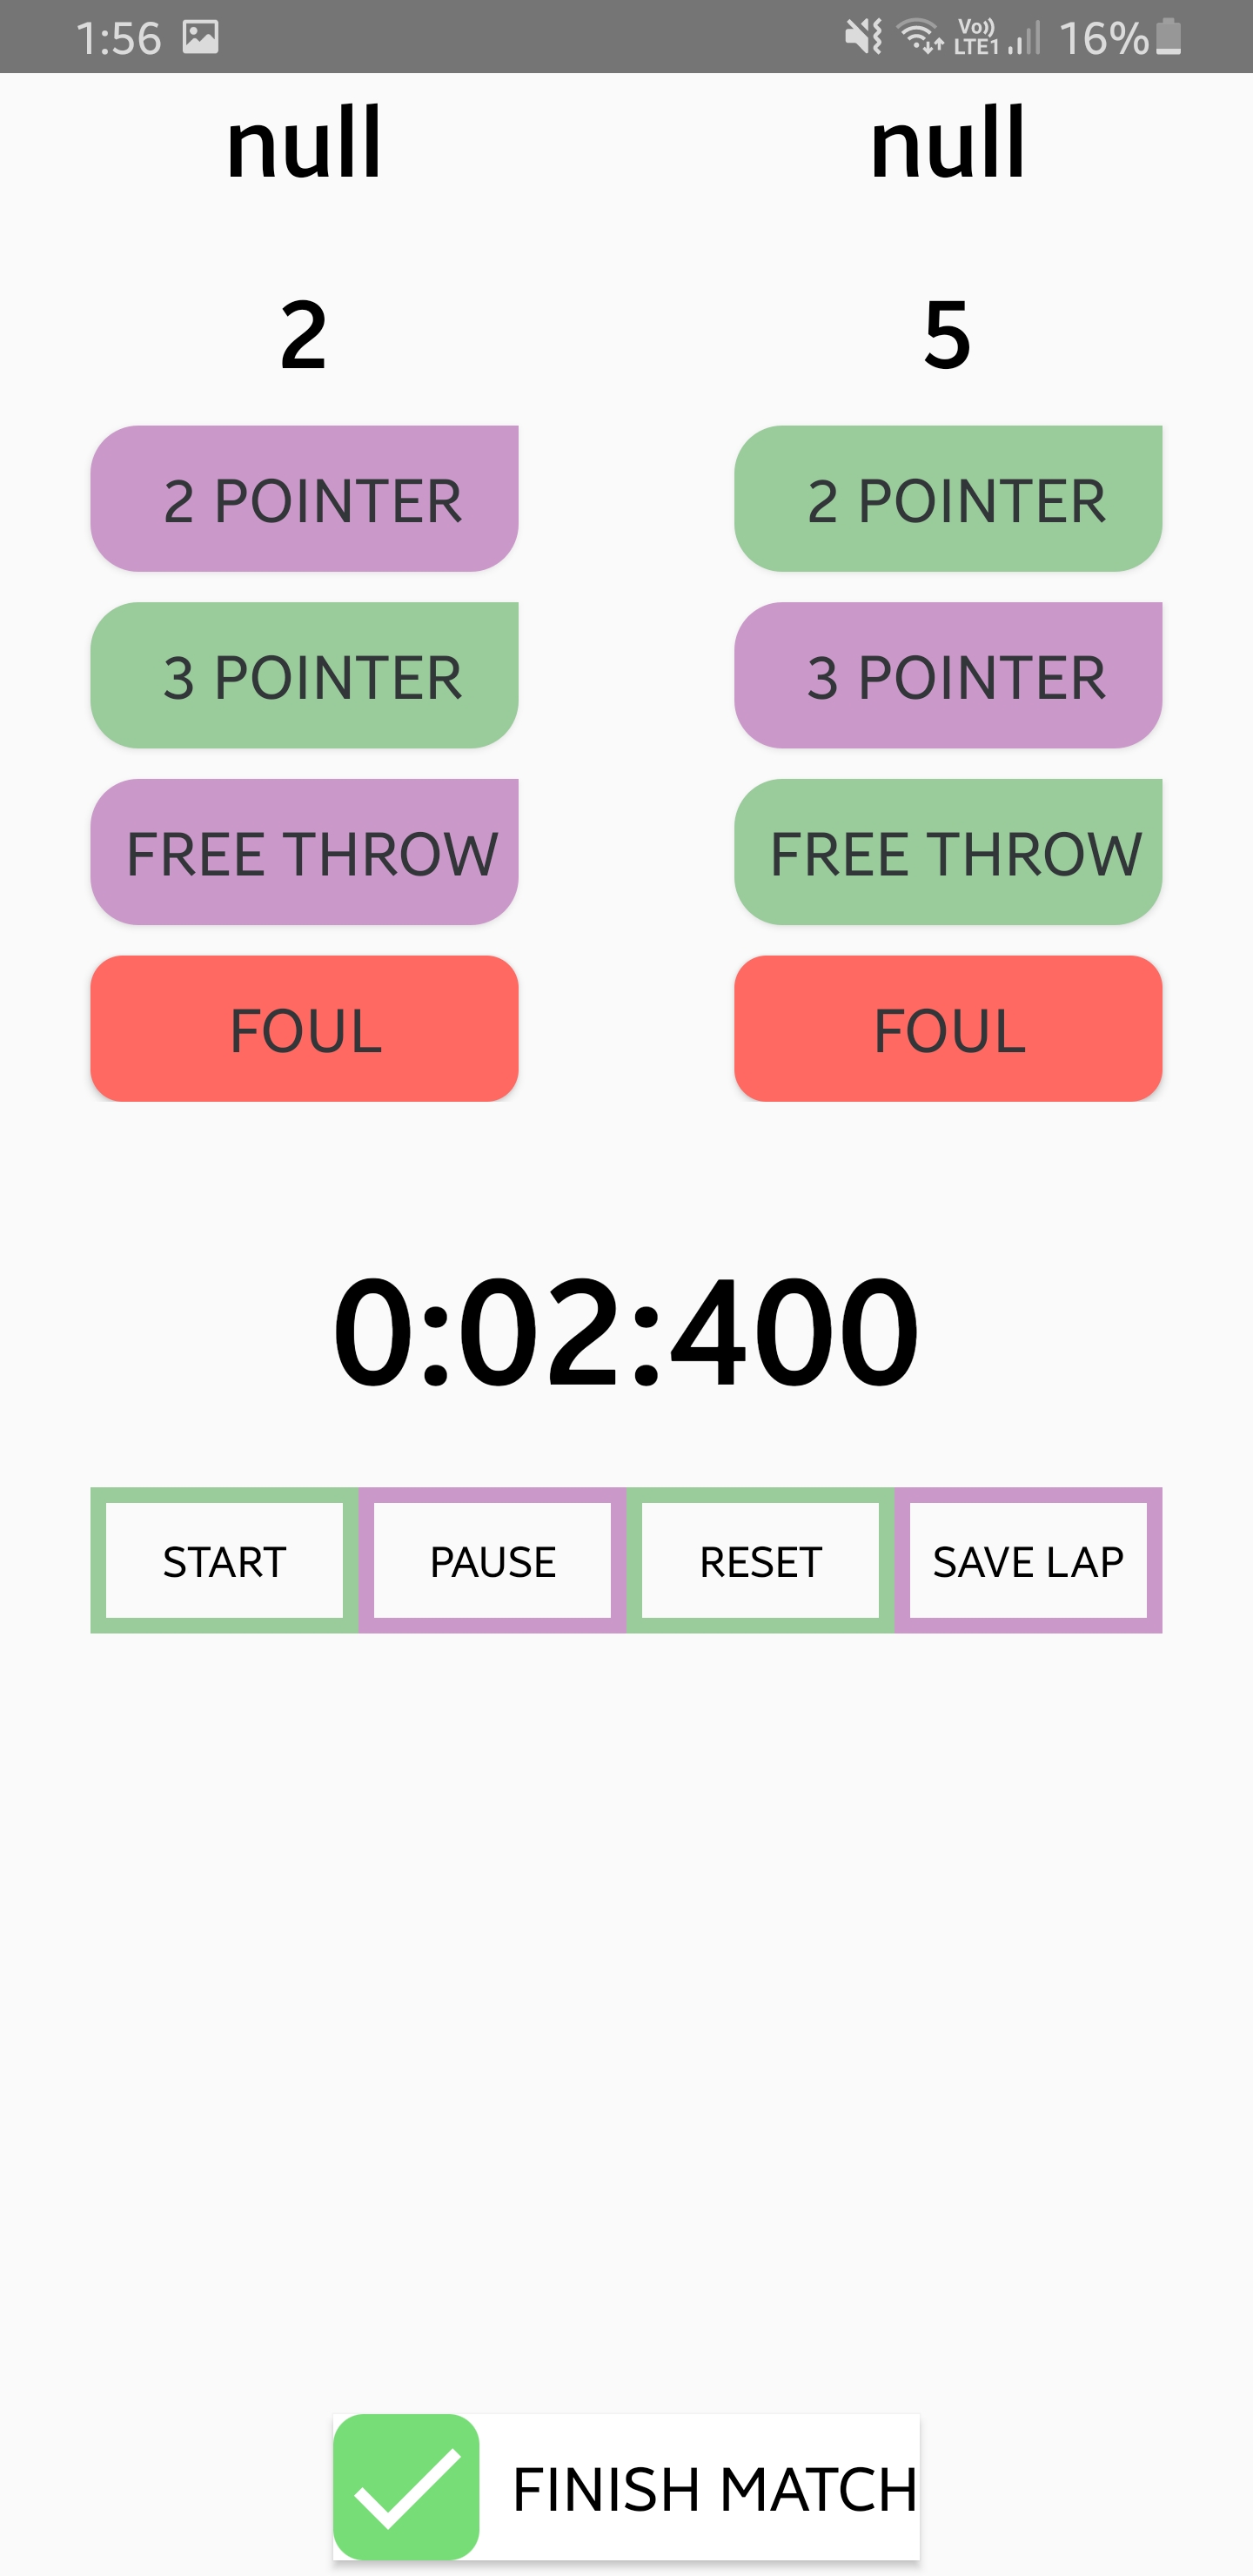 1:56 Vo)) LTE1 16%
null null
2 5
2 POINTER 2 POINTER
3 POINTER 3 POINTER
FREE THROW FREE THROW
FOUL FOUL
0:02:400
START PAUSE RESET SAVE LAP
FINISH MATCH